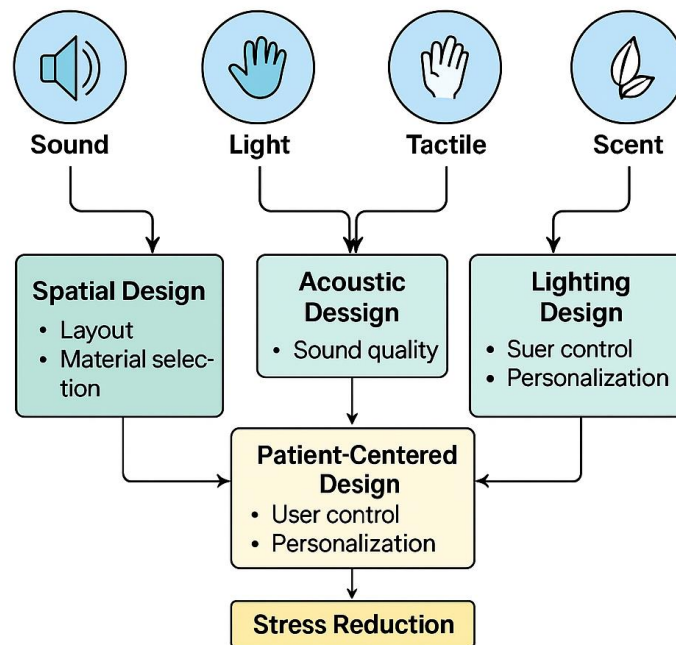 Sound
Light
Tactile
Scent
Spatial Design
• Layout
• Material selec-
tion
Acoustic
Dessign
• Sound quality
Lighting
Design
• Suer control
• Personalization
Patient-Centered
Design
• User control
• Personalization
Stress Reduction